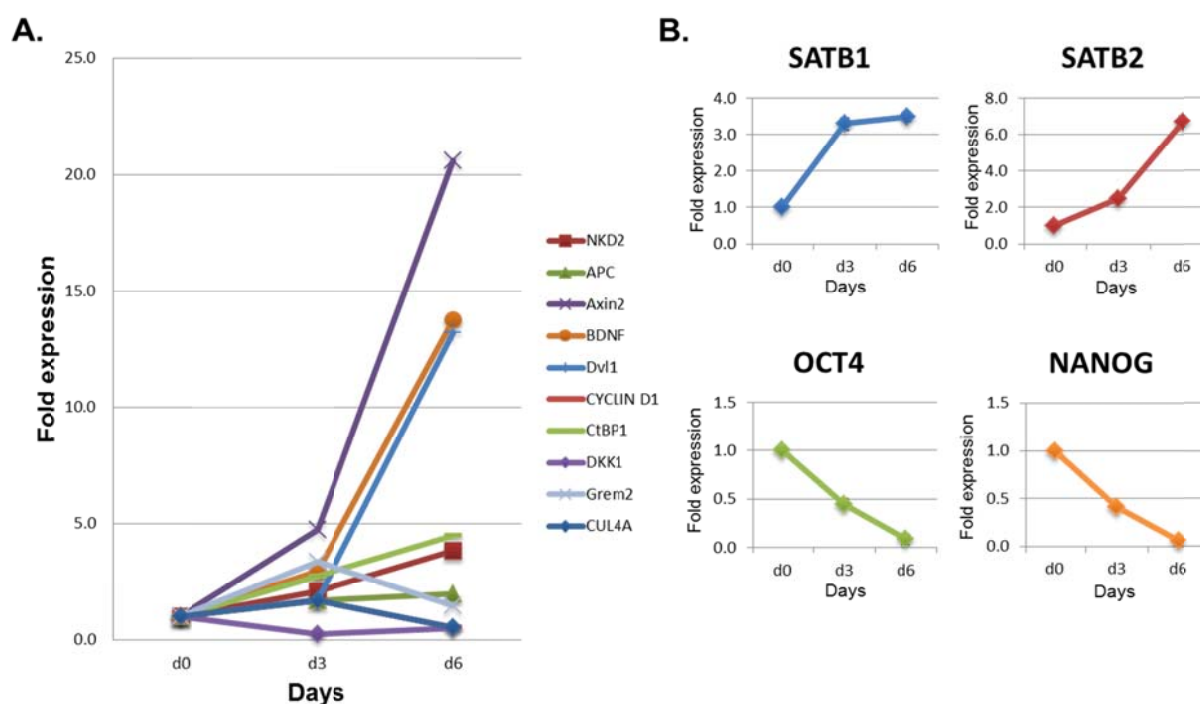 A.
Fold expression
25.0
20.0
15.0
10.0
5.0
0.0
d0 d3 d6
Days
NKD2
APC
Axin2
BDNF
Dvl1
CYCLIN D1
CtBP1
DKK1
Grem2
CUL4A
B.
SATB1
Fold expression
4.0
3.0
2.0
1.0
0.0
d0 d3 d6
Days
SATB2
Fold expression
8.0
6.0
4.0
2.0
0.0
d0 d3 d6
Days
OCT4
Fold expression
1.5
1.0
0.5
0.0
d0 d3 d6
Days
NANOG
Fold expression
1.5
1.0
0.5
0.0
d0 d3 d6
Days